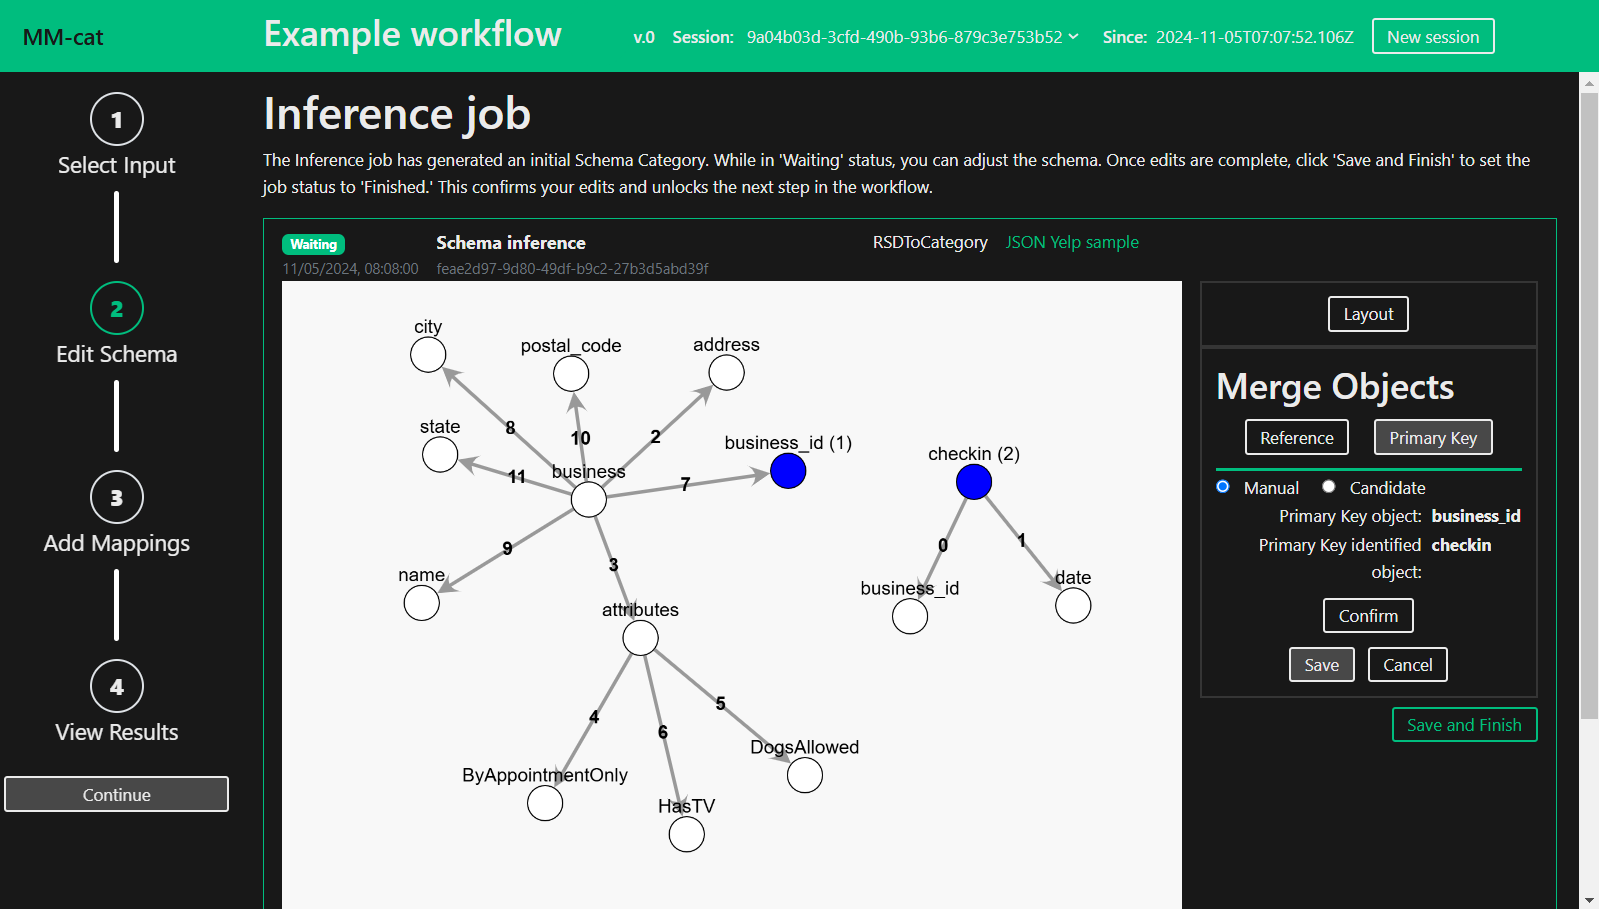 MM-cat
Example workflow
v.0 Session: 9a04b03d-3cfd-490b-93b6-879c3e753b52 Since: 2024-11-05T07:07:52.106Z New session
1
Select Input
2
Edit Schema
3
Add Mappings
4
View Results
Continue
Inference job
The Inference job has generated an initial Schema Category. While in 'Waiting' status, you can adjust the schema. Once edits are complete, click 'Save and Finish' to set the
job status to 'Finished.' This confirms your edits and unlocks the next step in the workflow.
Waiting Schema inference RSDToCategory JSON Yelp sample
11/05/2024, 08:08:00 feae2d97-9d80-49df-b9c2-27b3d5abd39f
city
postal_code
address
state
8
10
2
business_id (1)
checkin (2)
business
11
7
9
3
0
1
name
attributes
business_id
date
4
6
5
ByAppointmentOnly
HasTV
DogsAllowed
Layout
Merge Objects
Reference Primary Key
Manual Candidate
Primary Key object: business_id
Primary Key identified checkin
object:
Confirm
Save Cancel
Save and Finish